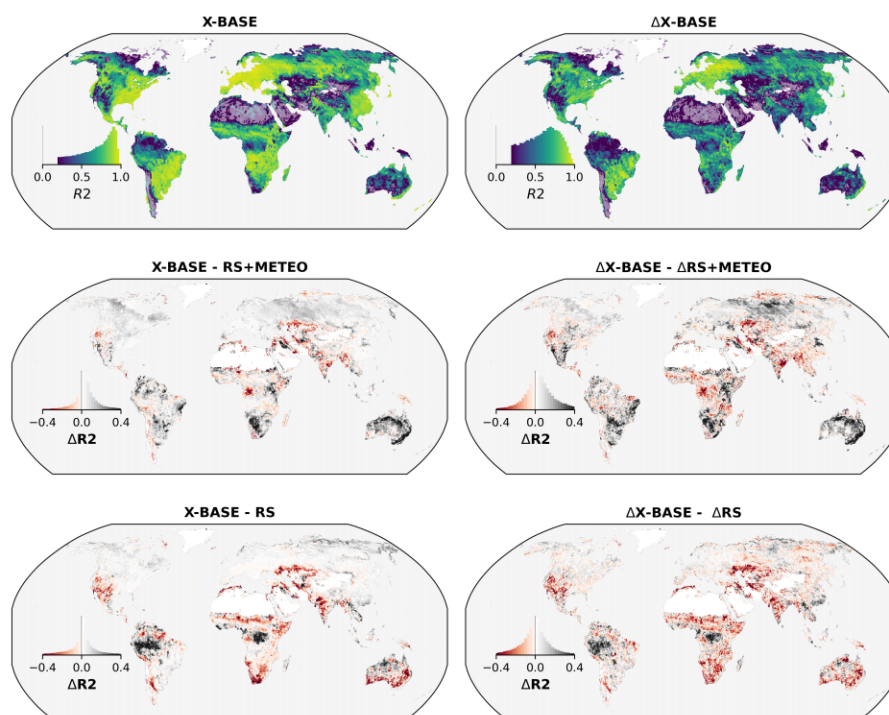 X-BASE
ΔX-BASE
0.0 0.5 1.0
R2
0.0 0.5 1.0
R2
X-BASE - RS+METEO
ΔX-BASE - ΔRS+METEO
−0.4 0.0 0.4
ΔR2
−0.4 0.0 0.4
ΔR2
X-BASE - RS
ΔX-BASE - ΔRS
−0.4 0.0 0.4
ΔR2
−0.4 0.0 0.4
ΔR2